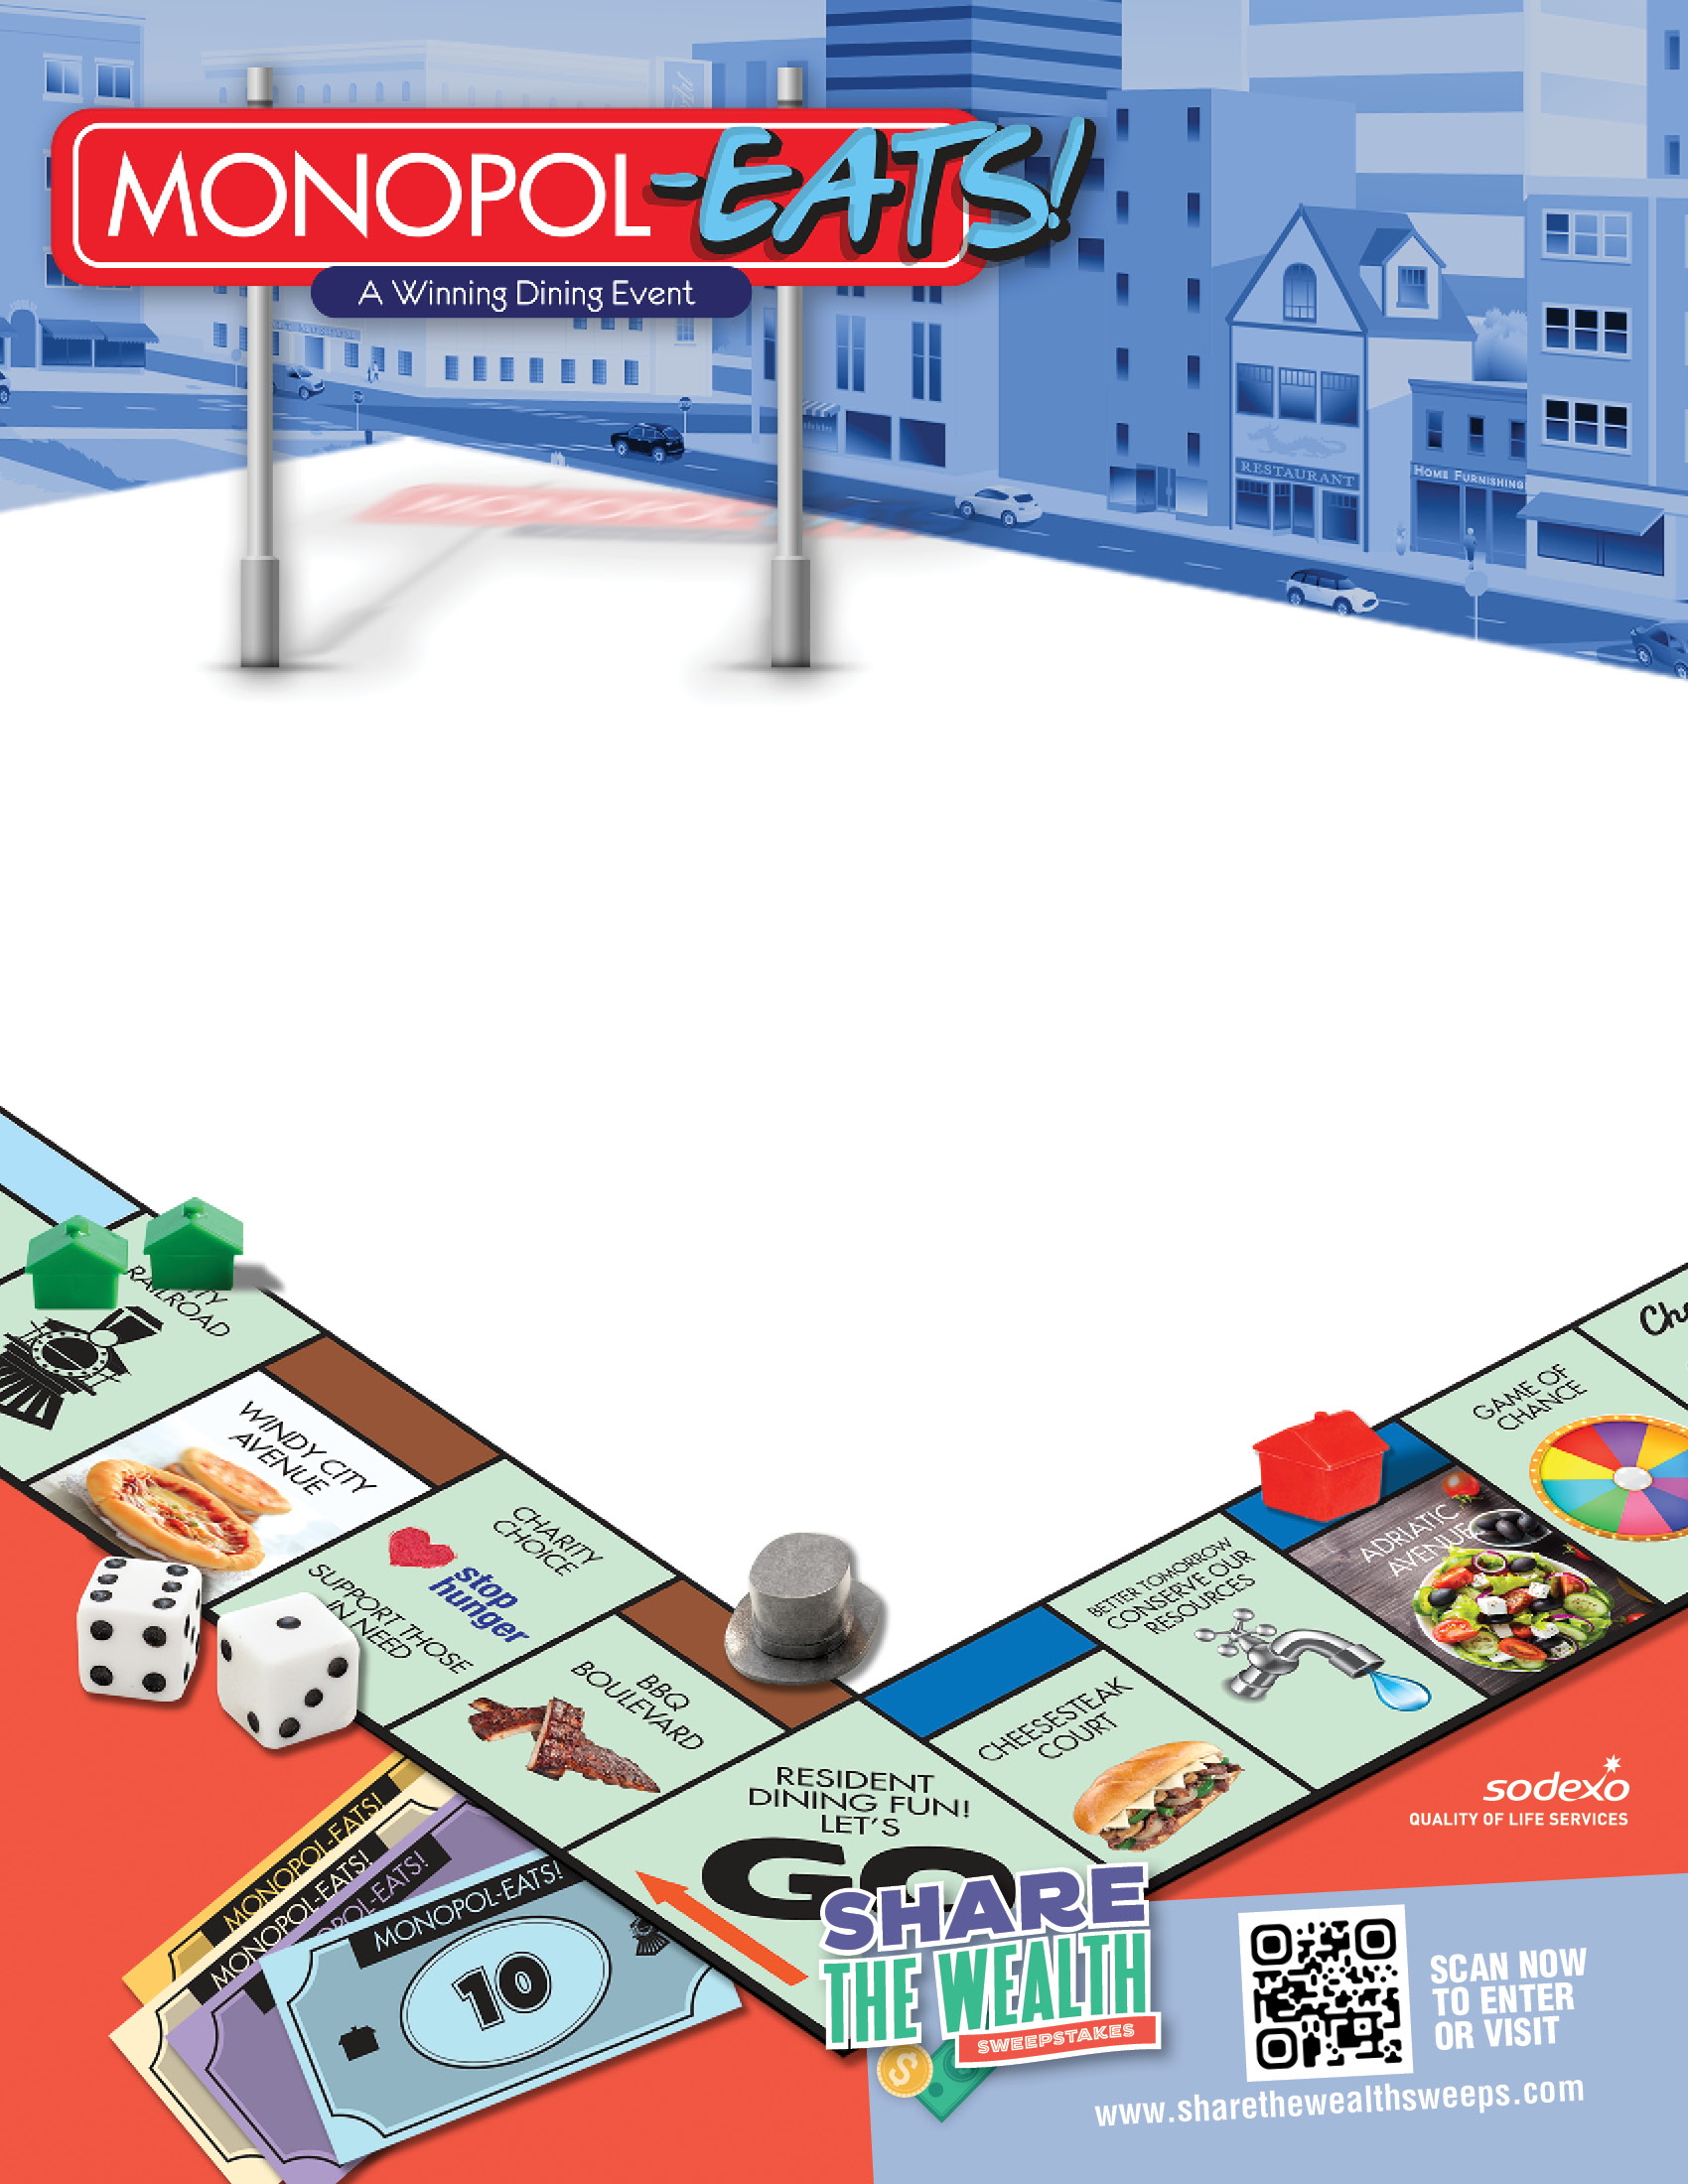 MONOPOL-EATS!
A Winning Dining Event
RESTAURANT
HOME FURNISHING
RAILROAD
WINDY CITY
AVENUE
CHARITY
CHOICE
stop
hunger
SUPPORT THOSE
IN NEED
BBQ
BOULEVARD
RESIDENT
DINING FUN!
LET'S
GO
CHEESESTEAK
COURT
BETTER TOMORROW
CONSERVE OUR
RESOURCES
ADRIATIC
AVENUE
GAME OF
CHANCE
MONOPOL-EATS!
MONOPOL-EATS!
POL-EATS!
MONOPOL-EATS!
10
SHARE
THE WEALTH
SWEEPSTAKES
$
sodexo
QUALITY OF LIFE SERVICES
SCAN NOW
TO ENTER
OR VISIT
www.sharethewealthsweeps.com